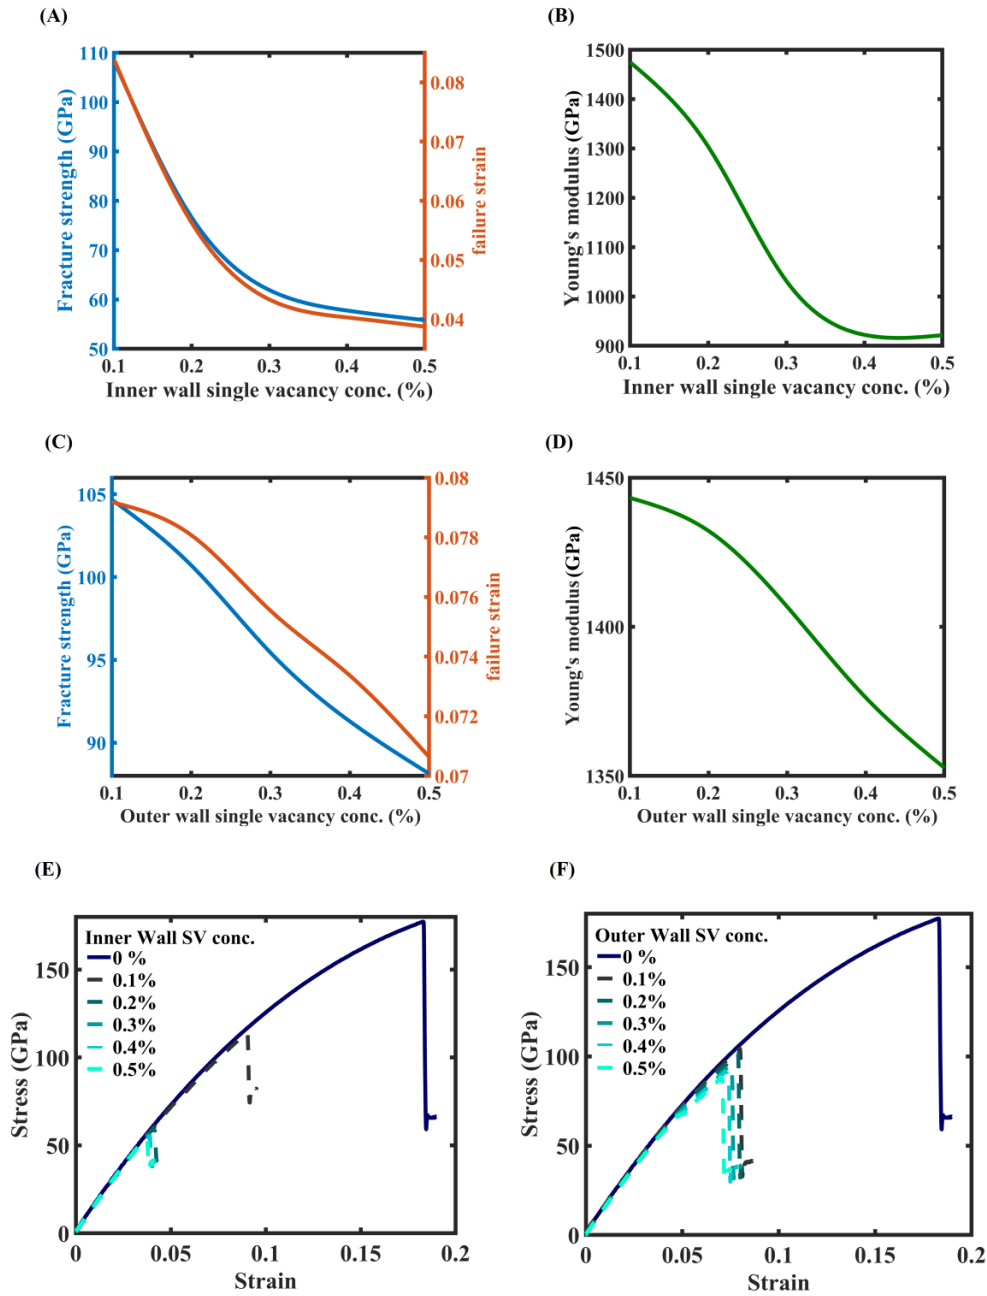 (A)
110
100
90
80
70
60
50
Fracture strength (GPa)
0.08
0.07
0.06
0.05
0.04
failure strain
0.1 0.2 0.3 0.4 0.5
Inner wall single vacancy conc. (%)
(B)
1500
1400
1300
1200
1100
1000
900
Young's modulus (GPa)
0.1 0.2 0.3 0.4 0.5
Inner wall single vacancy conc. (%)
(C)
105
100
95
90
Fracture strength (GPa)
0.08
0.078
0.076
0.074
0.072
0.07
failure strain
0.1 0.2 0.3 0.4 0.5
Outer wall single vacancy conc. (%)
(D)
1450
1400
1350
Young's modulus (GPa)
0.1 0.2 0.3 0.4 0.5
Outer wall single vacancy conc. (%)
(E)
150
100
50
0
Stress (GPa)
Inner Wall SV conc.
0 %
0.1%
0.2%
0.3%
0.4%
0.5%
0 0.05 0.1 0.15 0.2
Strain
(F)
150
100
50
0
Stress (GPa)
Outer Wall SV conc.
0 %
0.1%
0.2%
0.3%
0.4%
0.5%
0 0.05 0.1 0.15 0.2
Strain